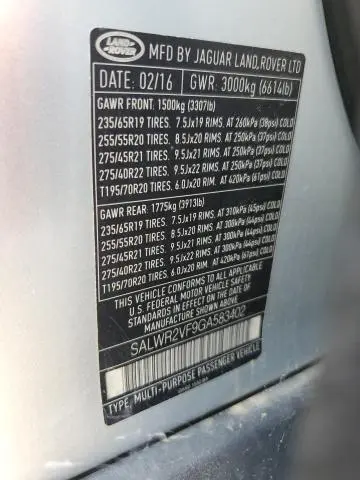 LAND-
ROVER
MFD BY JAGUAR LAND ROVER LTD
DATE: 02/16 GWR: 3000kg (6614lb)
GAWR FRONT: 1500kg (3307lb)
235/65R19 TIRES. 7.5Jx19 RIMS. AT 260kPa (38psi) COLD
255/55R20 TIRES. 8.5Jx20 RIMS. AT 250kPa (37psi) COLD
275/45R21 TIRES. 9.5Jx21 RIMS. AT 250kPa (37psi) COLD
275/40R22 TIRES. 9.5Jx22 RIMS. AT 250kPa (37psi) COLD
T195/70R20 TIRES. 6.0Jx20 RIM. AT 420kPa (61psi) COLD
GAWR REAR: 1775kg (3913lb)
235/65R19 TIRES. 7.5Jx19 RIMS. AT 310kPa (45psi) COLD
255/55R20 TIRES. 8.5Jx20 RIMS. AT 300kPa (44psi) COLD
275/45R21 TIRES. 9.5Jx21 RIMS. AT 300kPa (44psi) COLD
275/40R22 TIRES. 9.5Jx22 RIMS. AT 300kPa (44psi) COLD
T195/70R20 TIRES. 6.0Jx20 RIM. AT 420kPa (61psi) COLD
THIS VEHICLE CONFORMS TO ALL APPLICABLE
U.S. FEDERAL MOTOR VEHICLE SAFETY
STANDARDS IN EFFECT ON THE DATE OF
MANUFACTURE SHOWN ABOVE
SALWR2VF9GA583402
TYPE: MULTI-PURPOSE PASSENGER VEHICLE